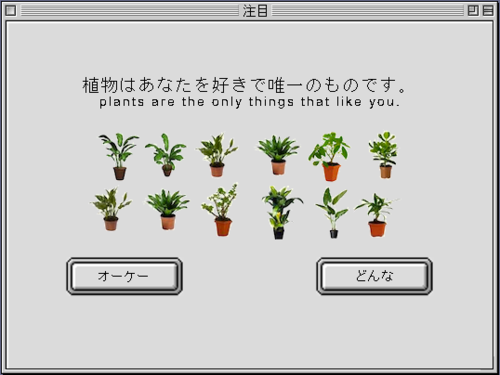 注目
植物はあなたを好きで唯一のものです。
plants are the only things that like you.
オーケー
どんな